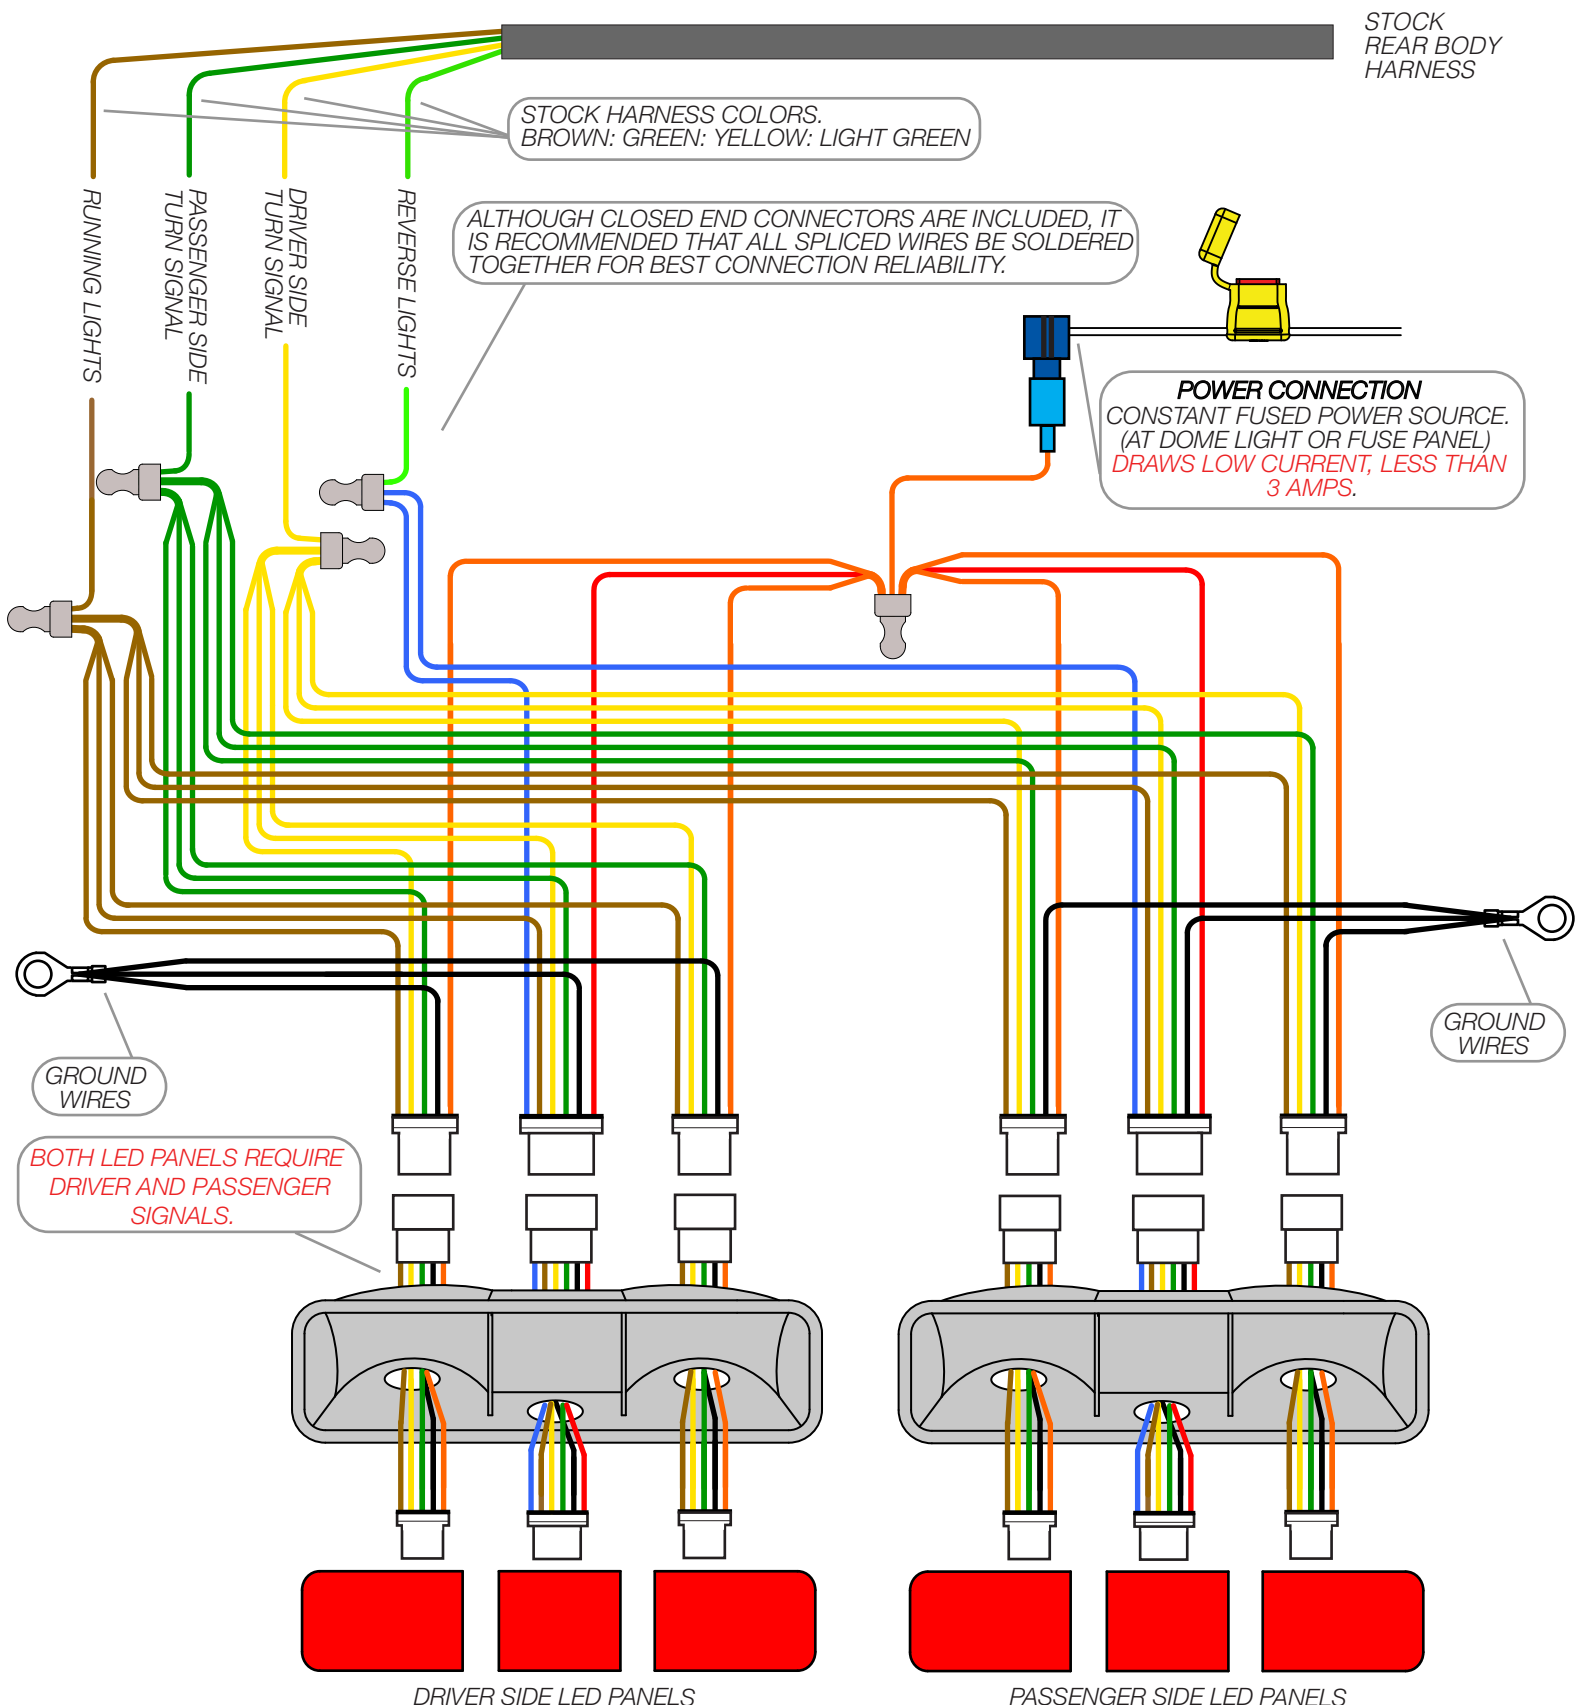 STOCK
REAR BODY
HARNESS
STOCK HARNESS COLORS.
BROWN: GREEN: YELLOW: LIGHT GREEN
RUNNING LIGHTS
PASSENGER SIDE
TURN SIGNAL
DRIVER SIDE
TURN SIGNAL
REVERSE LIGHTS
ALTHOUGH CLOSED END CONNECTORS ARE INCLUDED, IT
IS RECOMMENDED THAT ALL SPLICED WIRES BE SOLDERED
TOGETHER FOR BEST CONNECTION RELIABILITY.
POWER CONNECTION
CONSTANT FUSED POWER SOURCE.
(AT DOME LIGHT OR FUSE PANEL)
DRAWS LOW CURRENT, LESS THAN
3 AMPS.
GROUND
WIRES
GROUND
WIRES
BOTH LED PANELS REQUIRE
DRIVER AND PASSENGER
SIGNALS.
DRIVER SIDE LED PANELS
PASSENGER SIDE LED PANELS